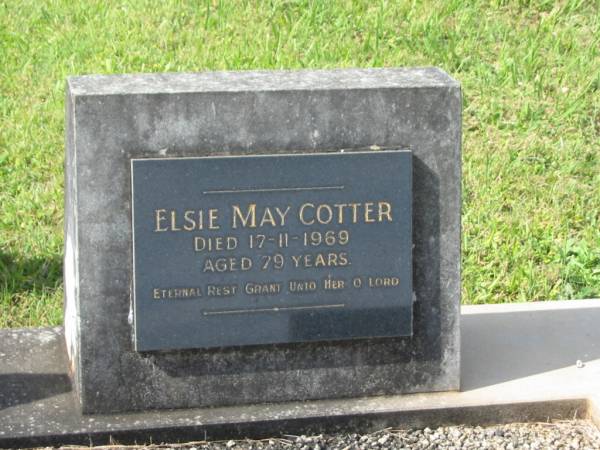 ELSIE MAY COTTER
DIED 17-11-1969
AGED 79 YEARS.
ETERNAL REST GRANT UNTO HER O LORD